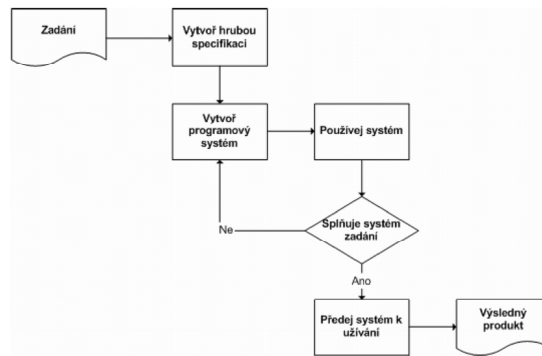 Zadání
Vytvoř hrubou
specifikaci
Vytvoř
programový
systém
Používej systém
Splňuje systém
zadání
Ne
Ano
Předej systém k
užívání
Výsledný
produkt